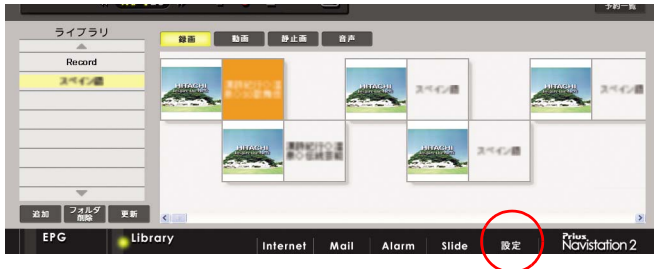 予約一覧
ライブラリ
録画 動画 静止画 音声
Record
スペイン語
HITACHI
HITACHI
HITACHI
スペイン語
スペイン語
HITACHI
HITACHI
スペイン語
追加 フォルダ削除 更新
EPG Library Internet Mail Alarm Slide 設定 Prius Navistation 2